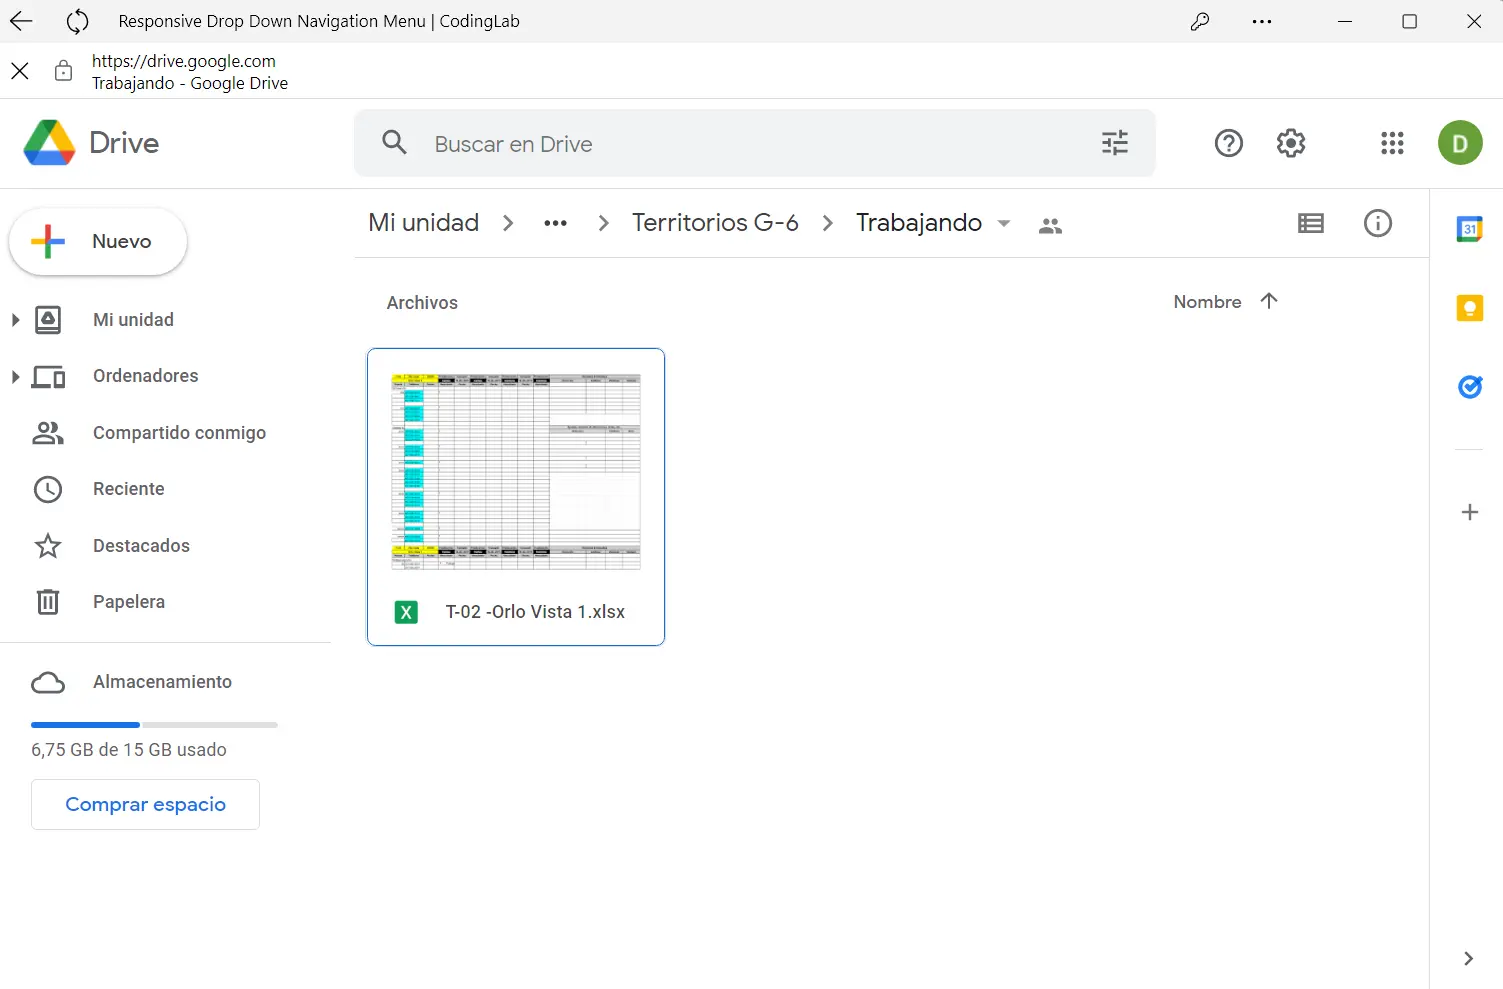 Responsive Drop Down Navigation Menu | CodingLab
https://drive.google.com
Trabajando - Google Drive
Drive
Buscar en Drive
D
Nuevo
Mi unidad
•••
Territorios G-6
Trabajando
31
Archivos
Nombre
Mi unidad
Ordenadores
Compartido conmigo
Reciente
Destacados
Papelera
X
T-02 -Orlo Vista 1.xlsx
Almacenamiento
6,75 GB de 15 GB usado
Comprar espacio